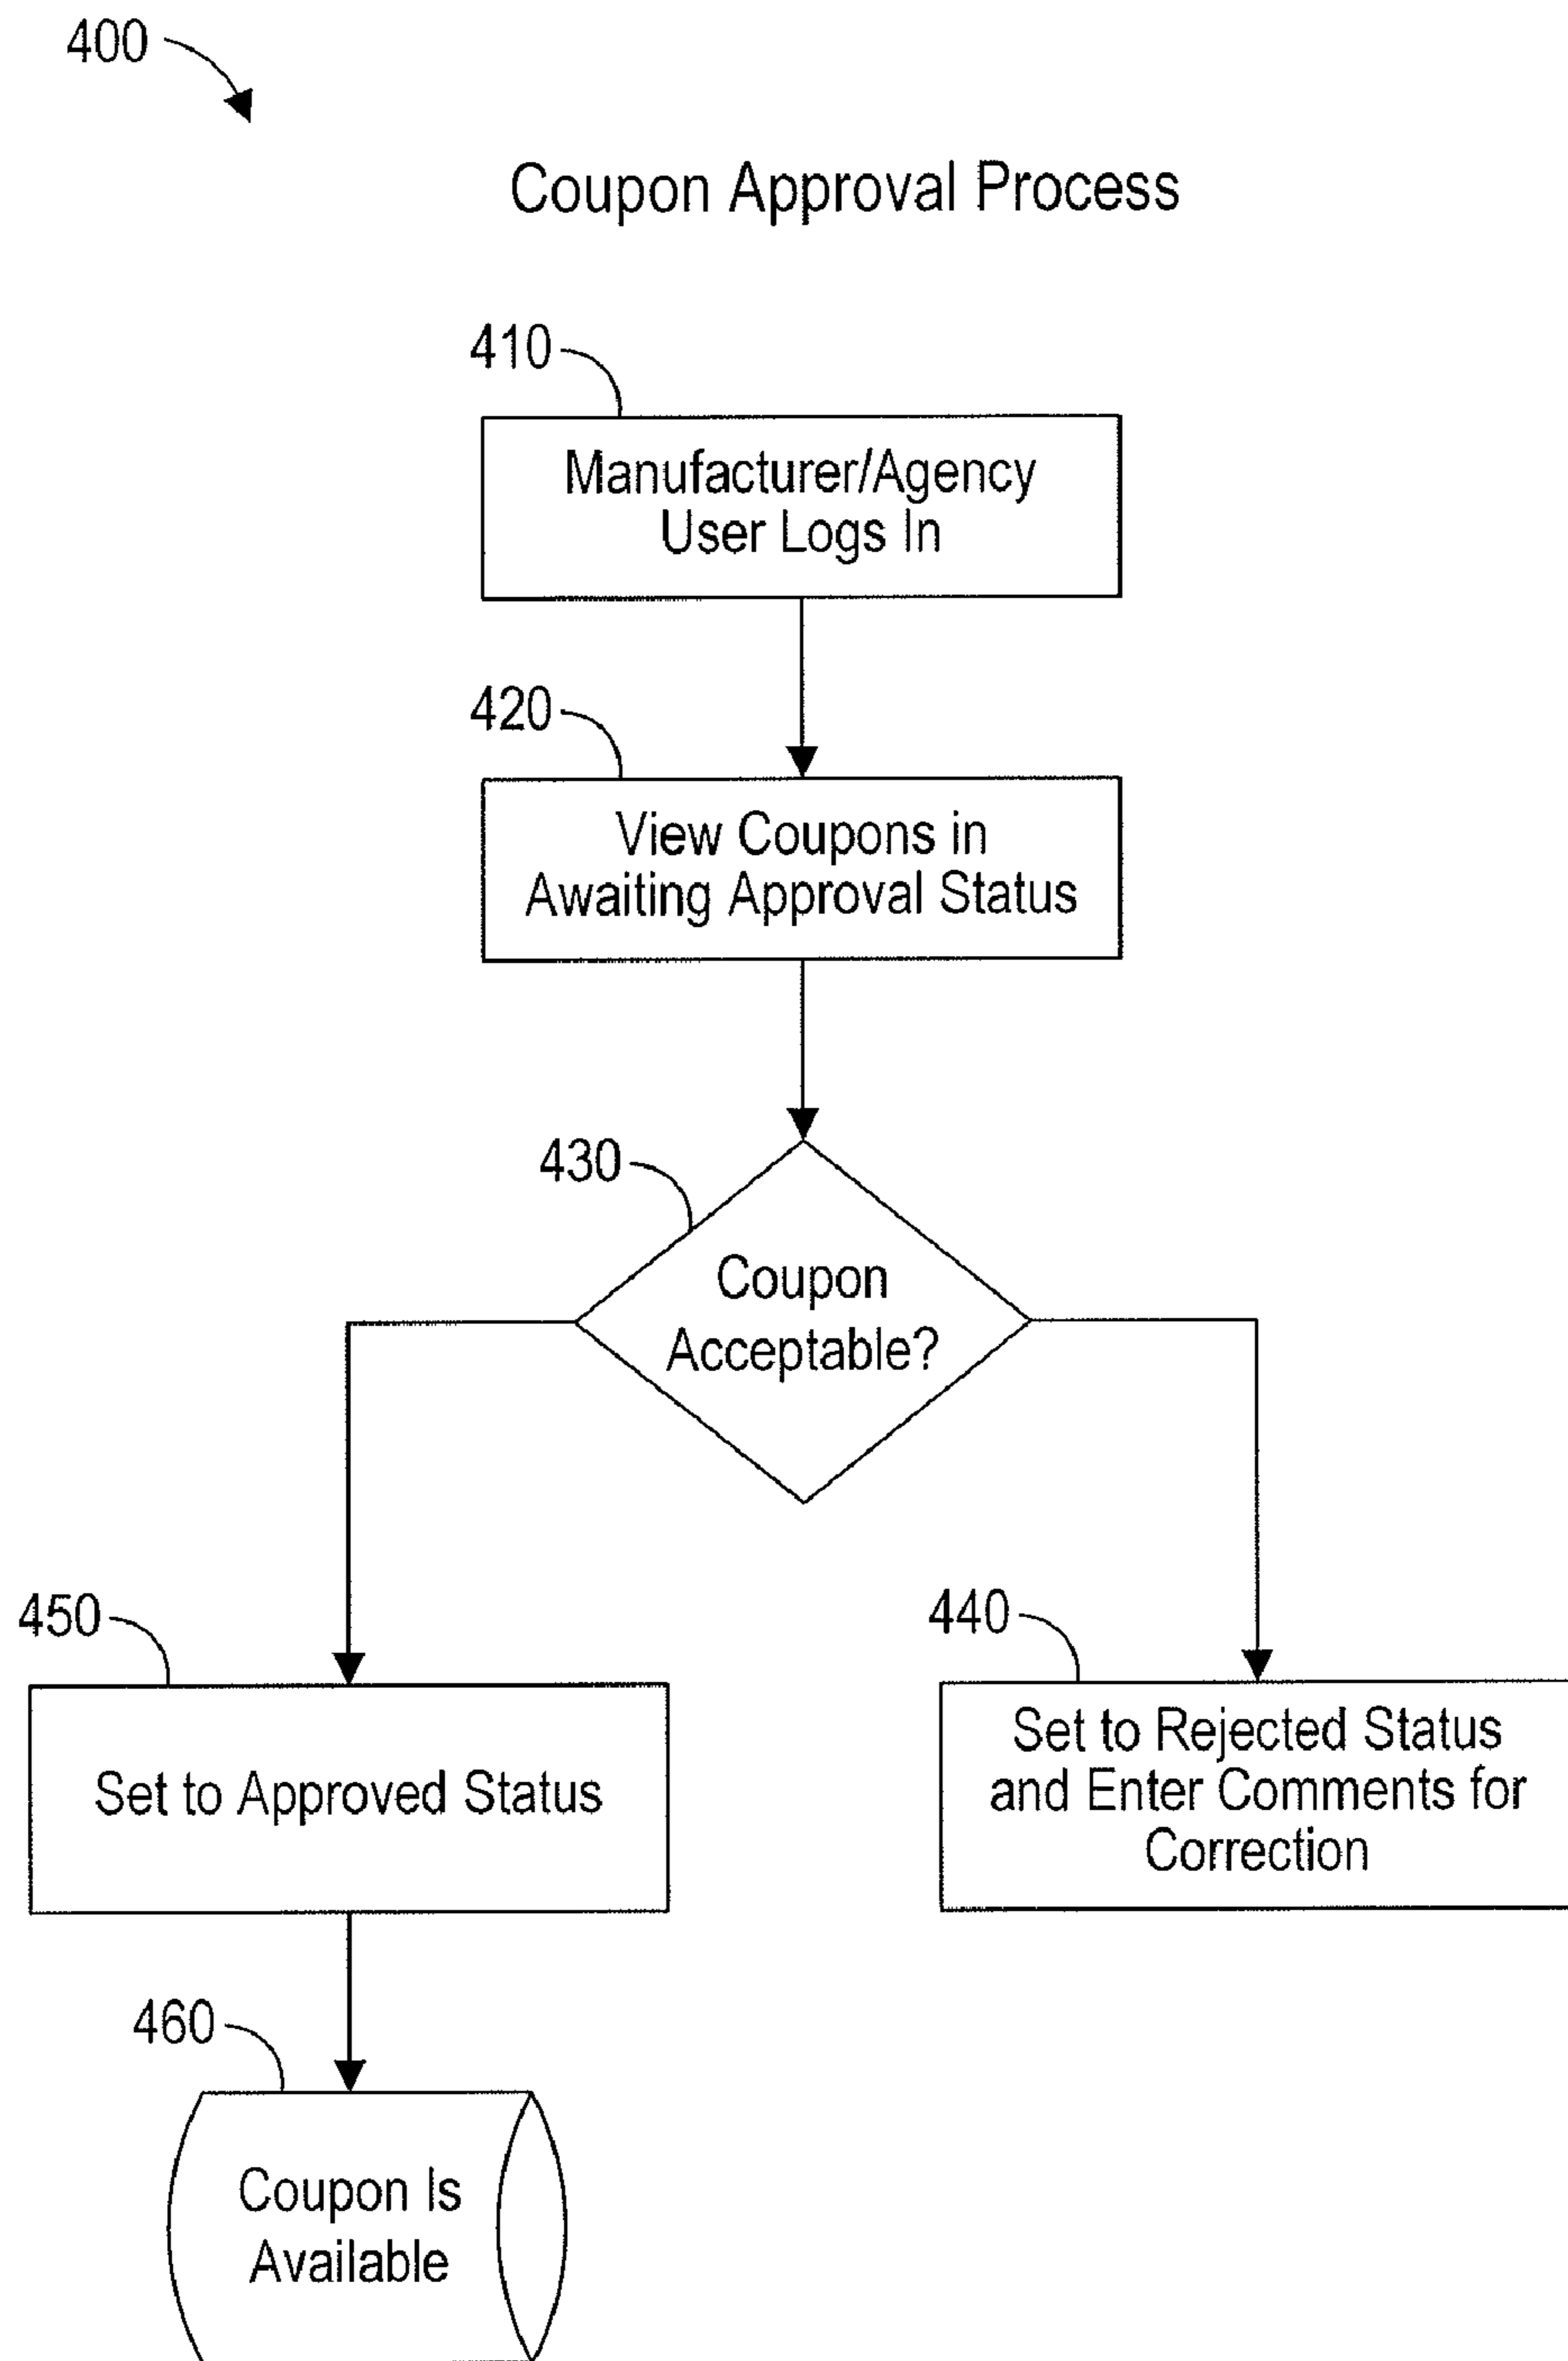 400
Coupon Approval Process
410
Manufacturer/Agency
User Logs In
420
View Coupons in
Awaiting Approval Status
430
Coupon
Acceptable?
450
Set to Approved Status
440
Set to Rejected Status
and Enter Comments for
Correction
460
Coupon Is
Available